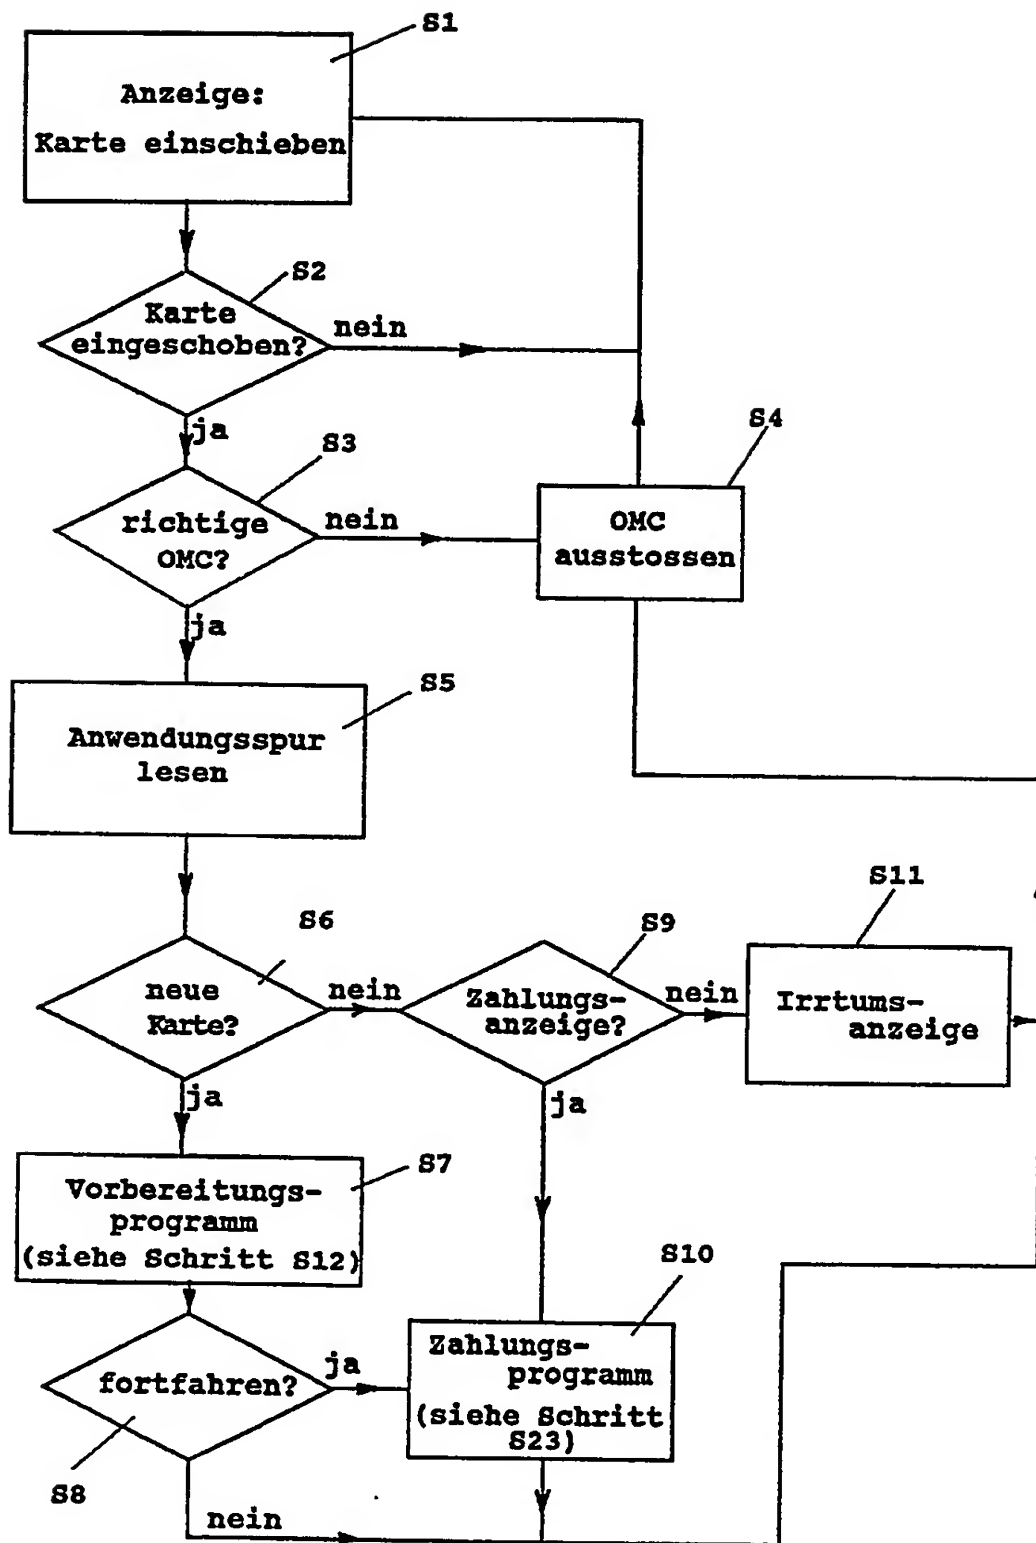 S1
Anzeige:
Karte einschieben
S2
Karte
eingeschoben?
nein
ja
S3
richtige
OMC?
nein
S4
OMC
ausstossen
ja
S5
Anwendungsspur
lesen
S6
neue
Karte?
nein
S9
Zahlungs-
anzeige?
nein
S11
Irrtums-
anzeige
ja
ja
S7
Vorbereitungs-
programm
(siehe Schritt S12)
S10
Zahlungs-
programm
(siehe Schritt
S23)
fortfahren?
ja
S8
nein